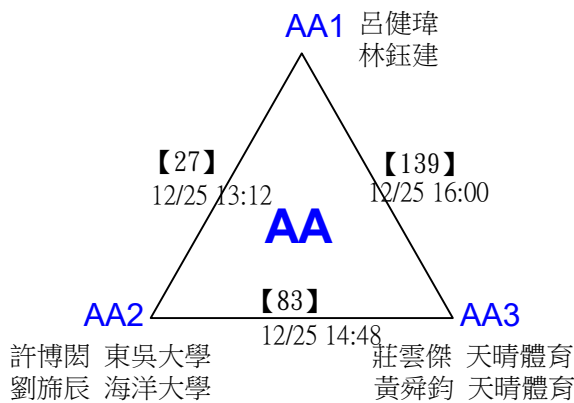 AA1 呂健瑋
林鈺建
【27】
12/25 13:12
【139】
12/25 16:00
AA
AA2
【83】
12/25 14:48
AA3
許博閎 東吳大學
劉斾辰 海洋大學
莊雲傑 天晴體育
黃舜鈞 天晴體育